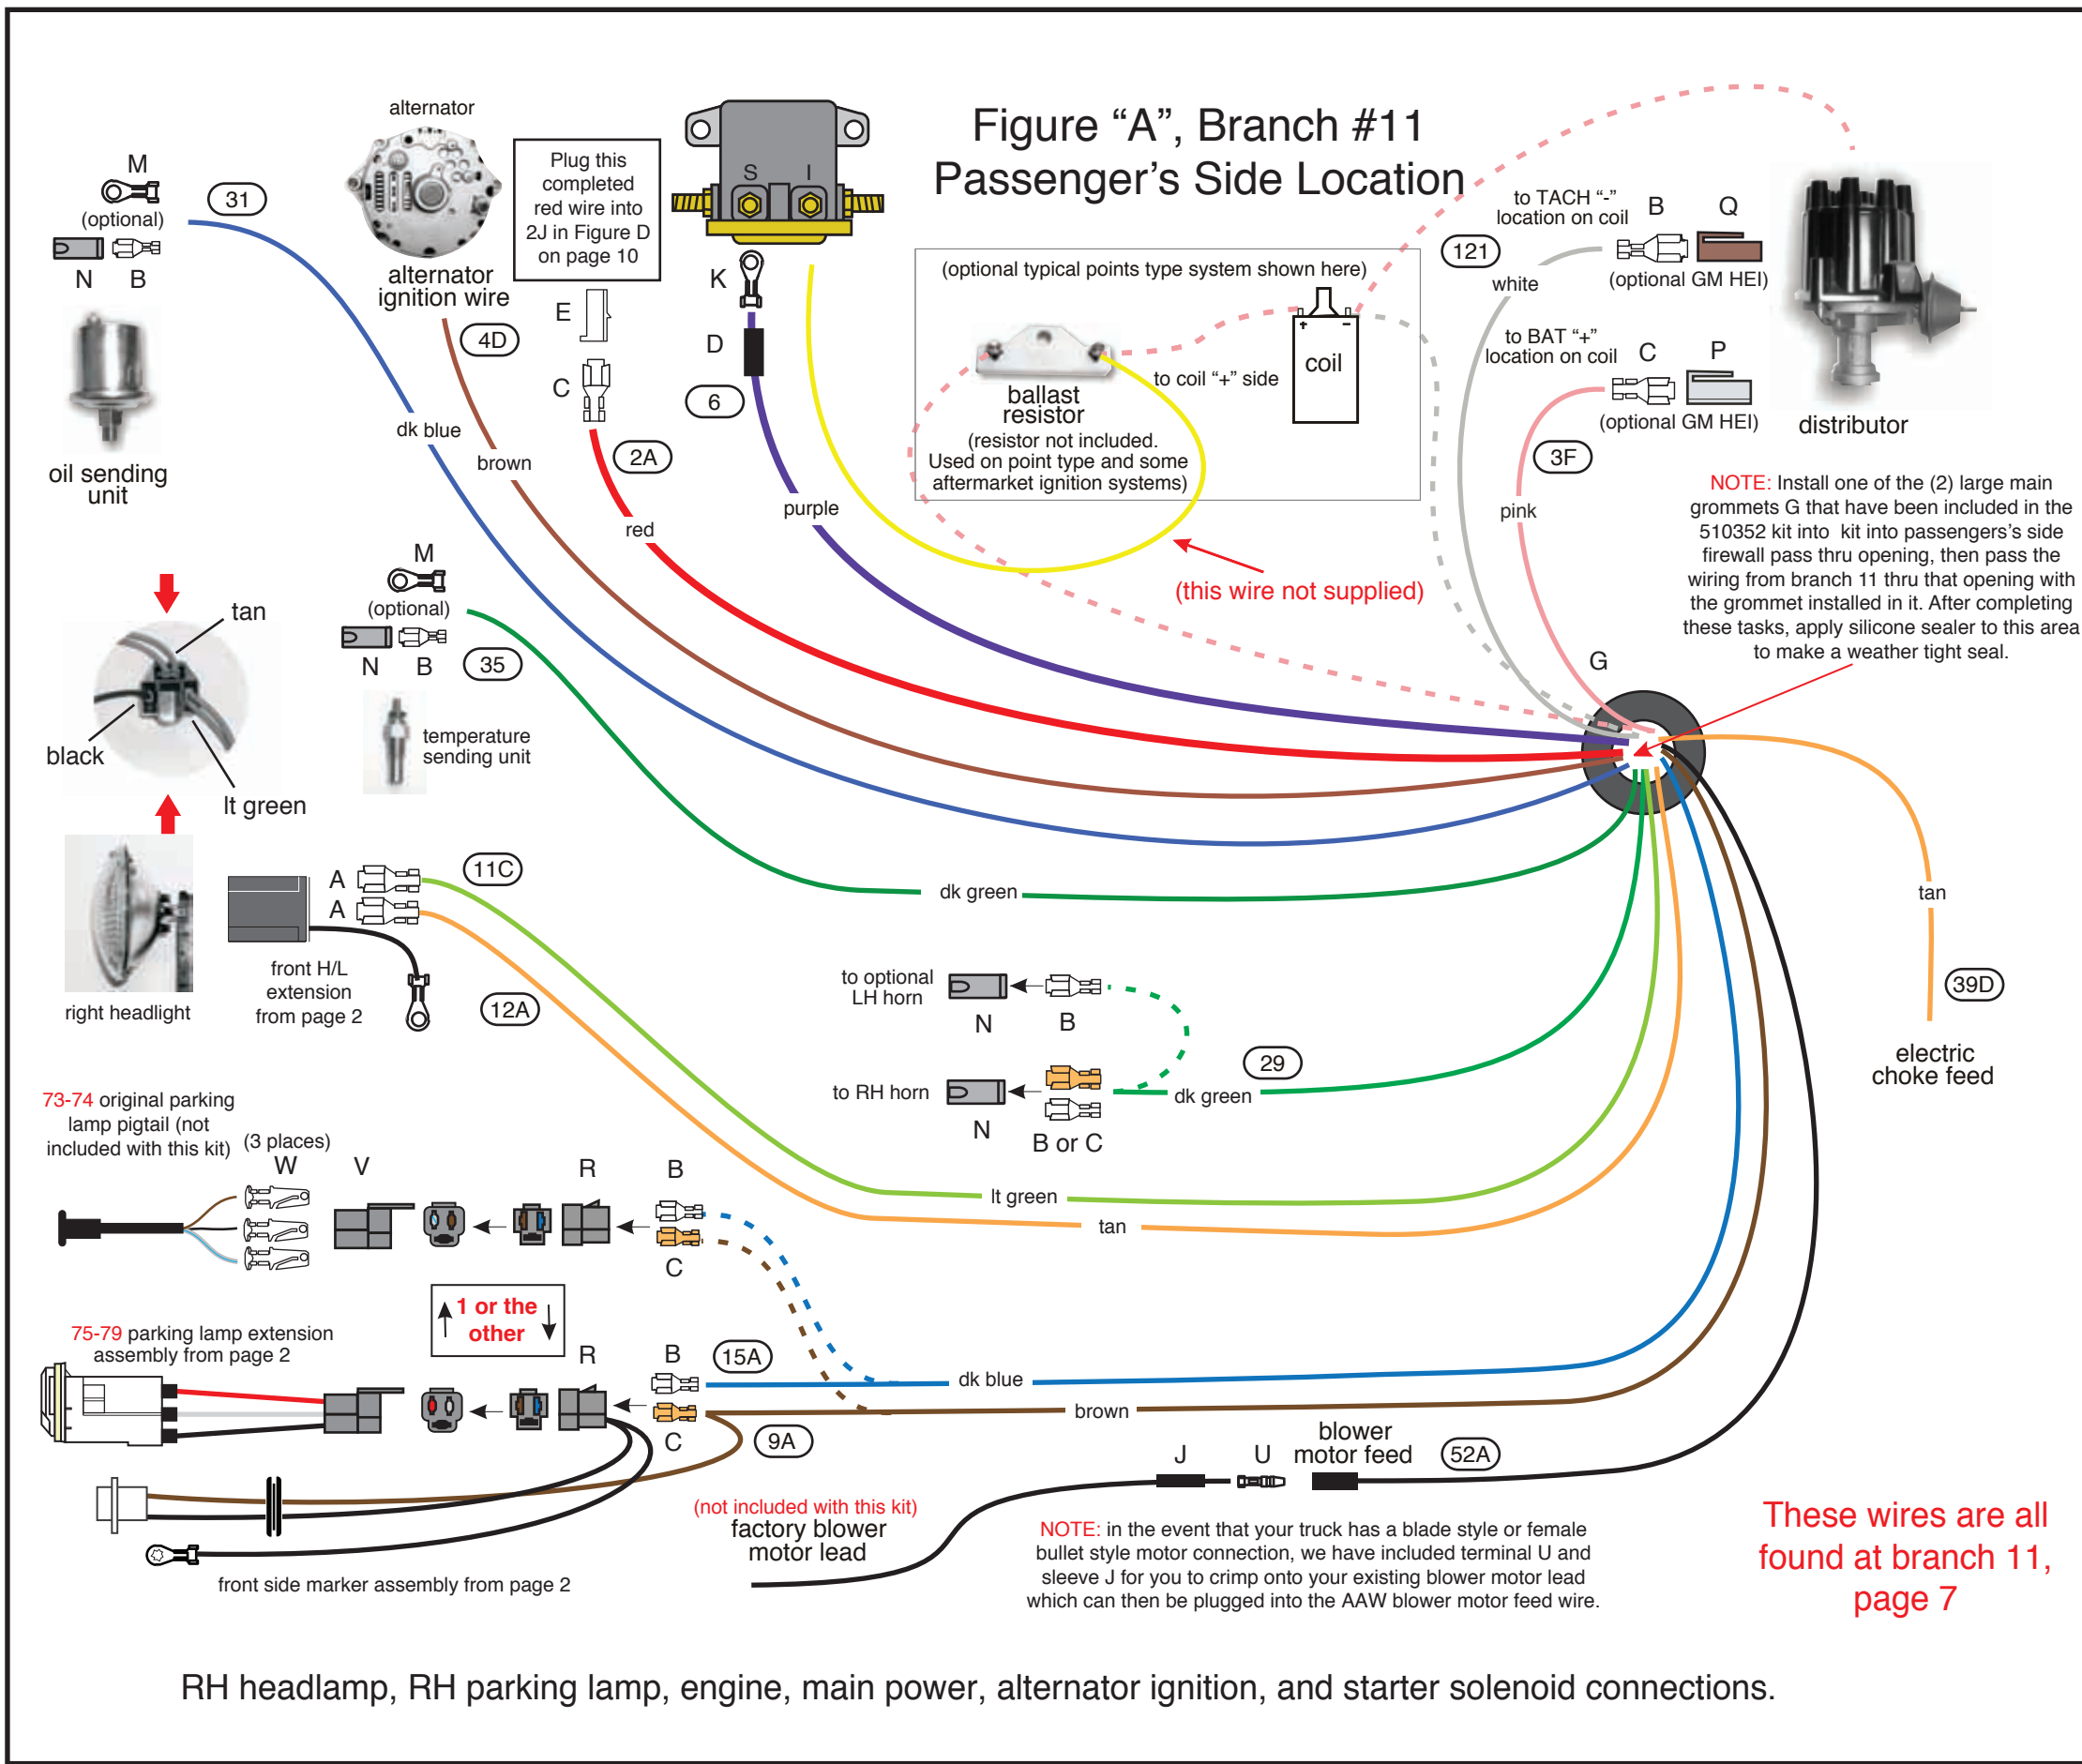 Figure “A”, Branch #11
Passenger’s Side Location
alternator
M
(optional)
N
B
31
oil sending
unit
alternator
ignition wire
4D
Plug this
completed
red wire into
2J in Figure D
on page 10
E
C
2A
S
I
K
D
6
dk blue
brown
red
purple
(optional typical points type system shown here)
+
-
coil
to coil “+” side
ballast
resistor
(resistor not included.
Used on point type and some
aftermarket ignition systems)
(this wire not supplied)
121
to TACH “-”
location on coil
B
Q
(optional GM HEI)
white
to BAT “+”
location on coil
C
P
(optional GM HEI)
3F
pink
distributor
NOTE: Install one of the (2) large main
grommets G that have been included in the
510352 kit into  kit into passengers’s side
firewall pass thru opening, then pass the
wiring from branch 11 thru that opening with
the grommet installed in it. After completing
these tasks, apply silicone sealer to this area
to make a weather tight seal.
G
tan
black
lt green
M
(optional)
N
B
35
temperature
sending unit
right headlight
A
A
11C
12A
front H/L
extension
from page 2
dk green
tan
39D
electric
choke feed
to optional
LH horn
N
B
to RH horn
N
B or C
29
dk green
lt green
tan
73-74 original parking
lamp pigtail (not
included with this kit)
(3 places)
W
V
R
B
C
1 or the
other
75-79 parking lamp extension
assembly from page 2
R
B
C
15A
9A
dk blue
brown
front side marker assembly from page 2
J
U
blower
motor feed
52A
(not included with this kit)
factory blower
motor lead
NOTE: in the event that your truck has a blade style or female
bullet style motor connection, we have included terminal U and
sleeve J for you to crimp onto your existing blower motor lead
which can then be plugged into the AAW blower motor feed wire.
These wires are all
found at branch 11,
page 7
RH headlamp, RH parking lamp, engine, main power, alternator ignition, and starter solenoid connections.